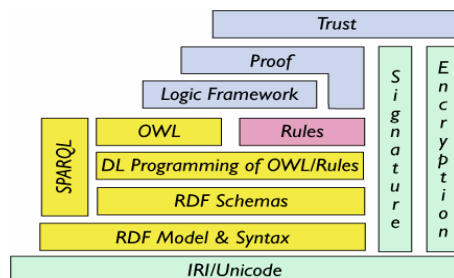 Trust
Proof
Logic Framework
Signature
Encryption
SPARQL
OWL
Rules
DL Programming of OWL/Rules
RDF Schemas
RDF Model & Syntax
IRI/Unicode